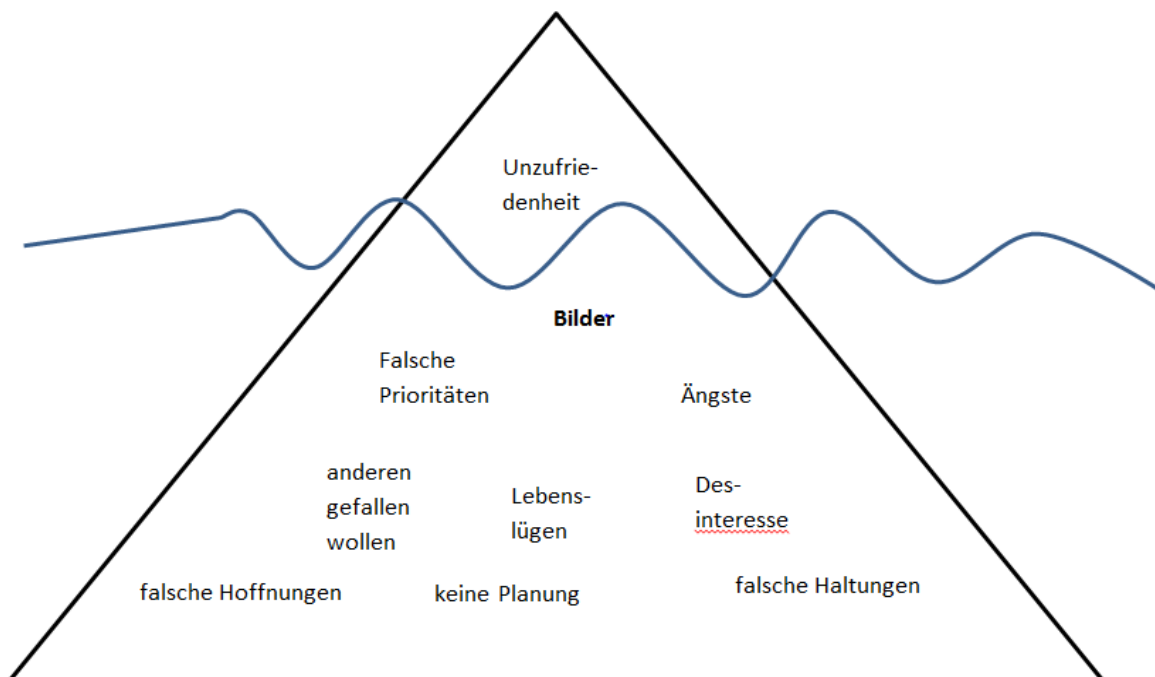 Unzufrie-
denheit
Bilder
Falsche
Prioritäten
Ängste
anderen
gefallen
wollen
Lebens-
lügen
Des-
interesse
falsche Hoffnungen
keine Planung
falsche Haltungen